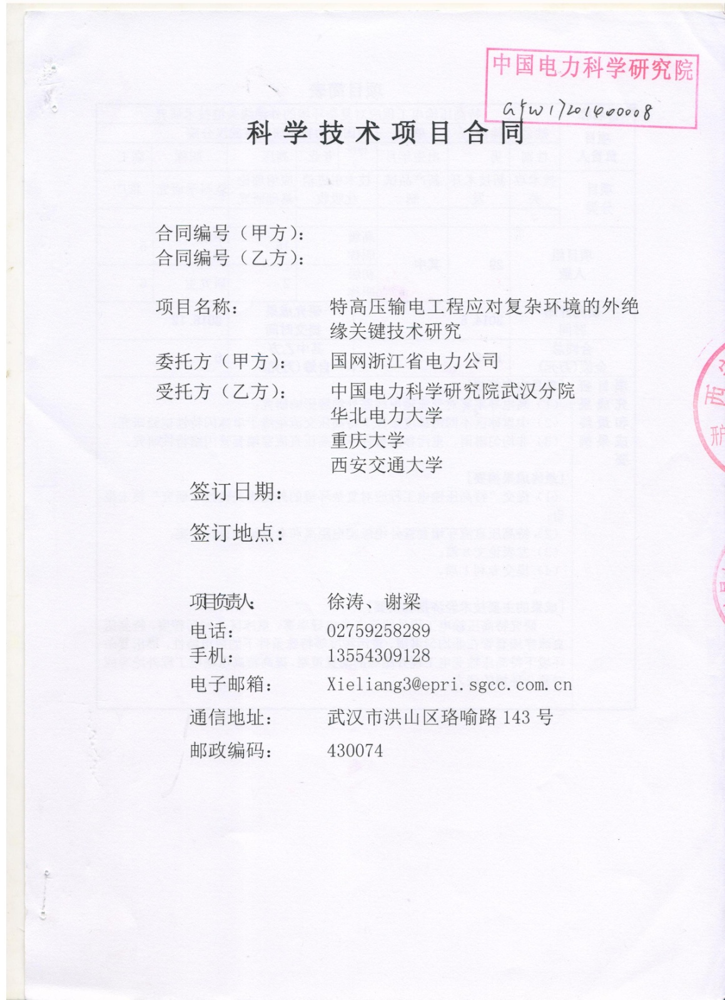 中国电力科学研究院
科学技术项目合同
合同编号（甲方）：
合同编号（乙方）：
项目名称： 特高压输电工程应对复杂环境的外绝
缘关键技术研究
委托方（甲方）： 国网浙江省电力公司
受托方（乙方）： 中国电力科学研究院武汉分院
华北电力大学
重庆大学
西安交通大学
签订日期：
签订地点：
项目负责人： 徐涛、谢梁
电话： 02759258289
手机： 13554309128
电子邮箱： Xieliang3@epri.sgcc.com.cn
通信地址： 武汉市洪山区珞喻路 143 号
邮政编码： 430074
西